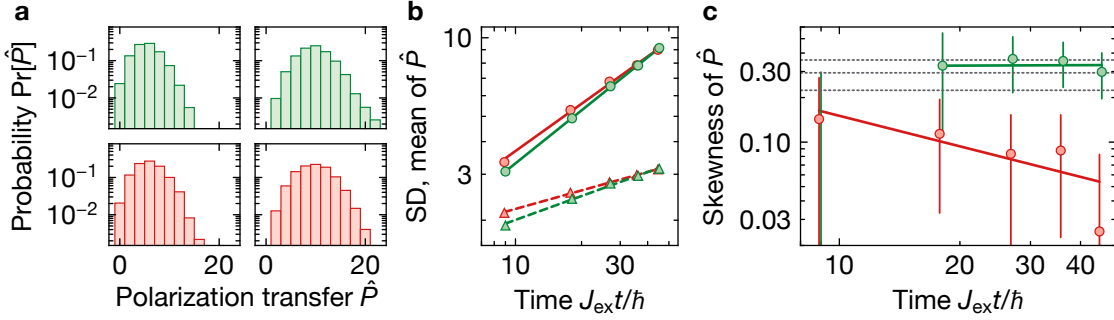 a
Probability Pr[P̂]
10⁻¹
10⁻²
10⁻¹
10⁻²
0
20
0
20
Polarization transfer P̂
b
SD, mean of P̂
10
3
10
30
Time J_ex t/ħ
c
Skewness of P̂
0.30
0.10
0.03
10
20
30
40
Time J_ex t/ħ